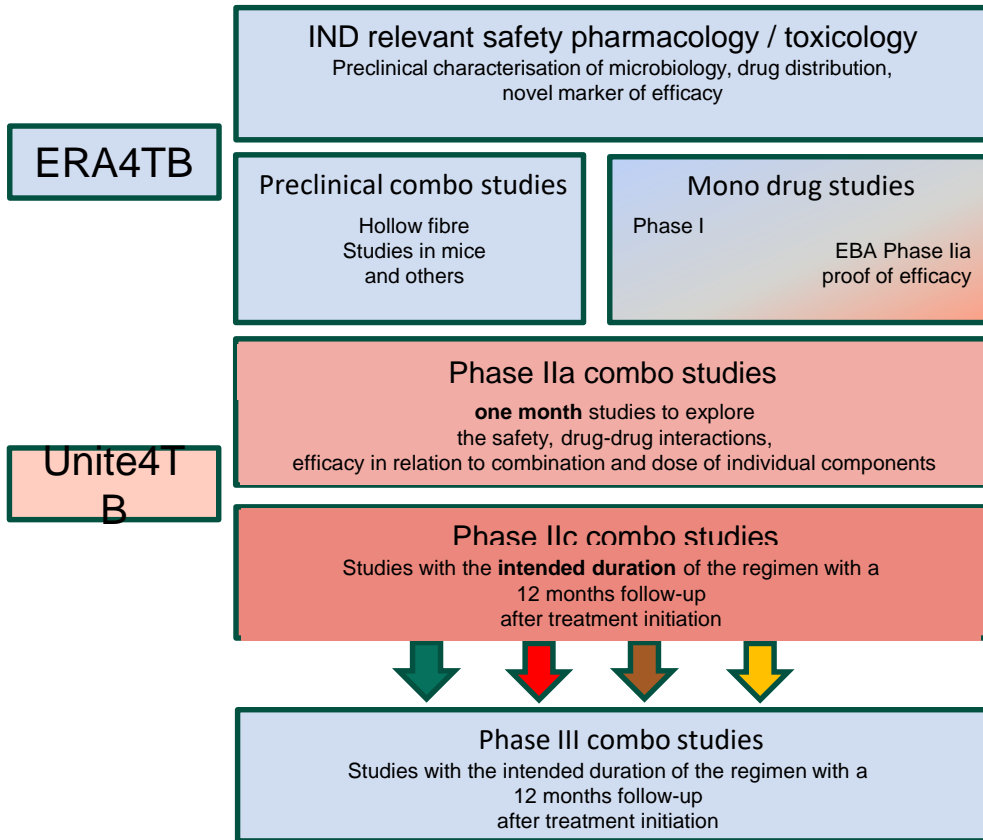 IND relevant safety pharmacology / toxicology
Preclinical characterisation of microbiology, drug distribution,
novel marker of efficacy
ERA4TB
Preclinical combo studies
Hollow fibre
Studies in mice
and others
Mono drug studies
Phase I
EBA Phase Iia
proof of efficacy
Phase IIa combo studies
one month studies to explore
the safety, drug-drug interactions,
efficacy in relation to combination and dose of individual components
Unite4T
B
Phase IIc combo studies
Studies with the intended duration of the regimen with a
12 months follow-up
after treatment initiation
Phase III combo studies
Studies with the intended duration of the regimen with a
12 months follow-up
after treatment initiation